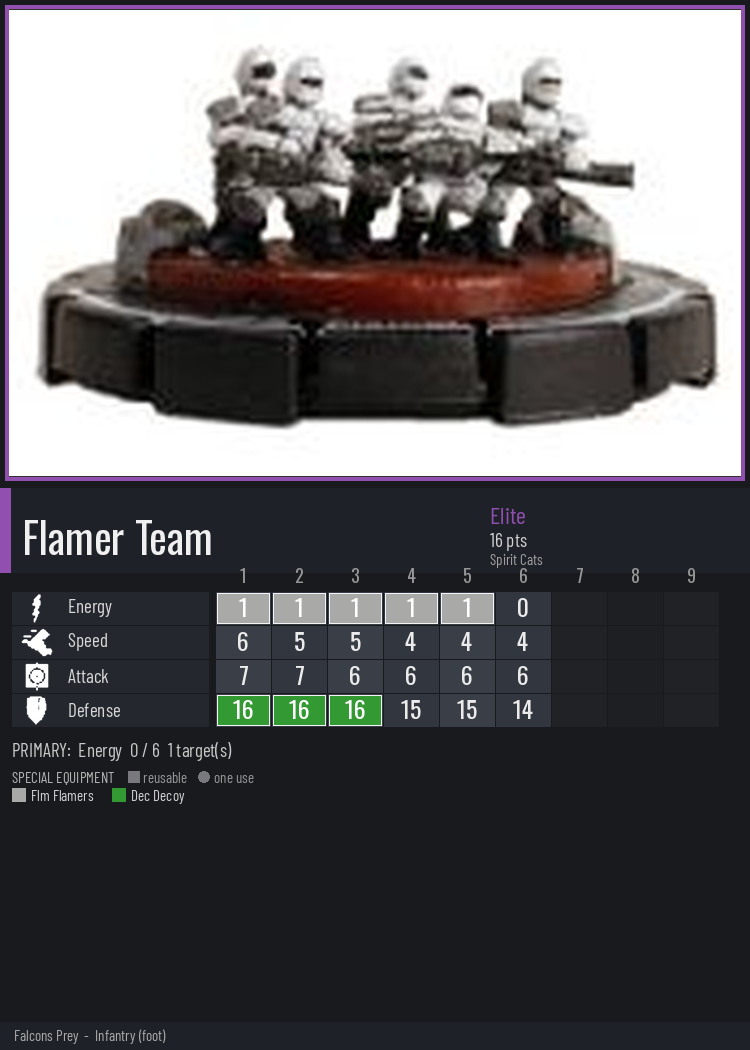 Flamer Team
Elite
16 pts
Spirit Cats
1 2 3 4 5 6 7 8 9
Energy 1 1 1 1 1 0
Speed 6 5 5 4 4 4
Attack 7 7 6 6 6 6
Defense 16 16 16 15 15 14
PRIMARY: Energy 0 / 6 1 target(s)
SPECIAL EQUIPMENT reusable one use
Flm Flamers Dec Decoy
Falcons Prey - Infantry (foot)